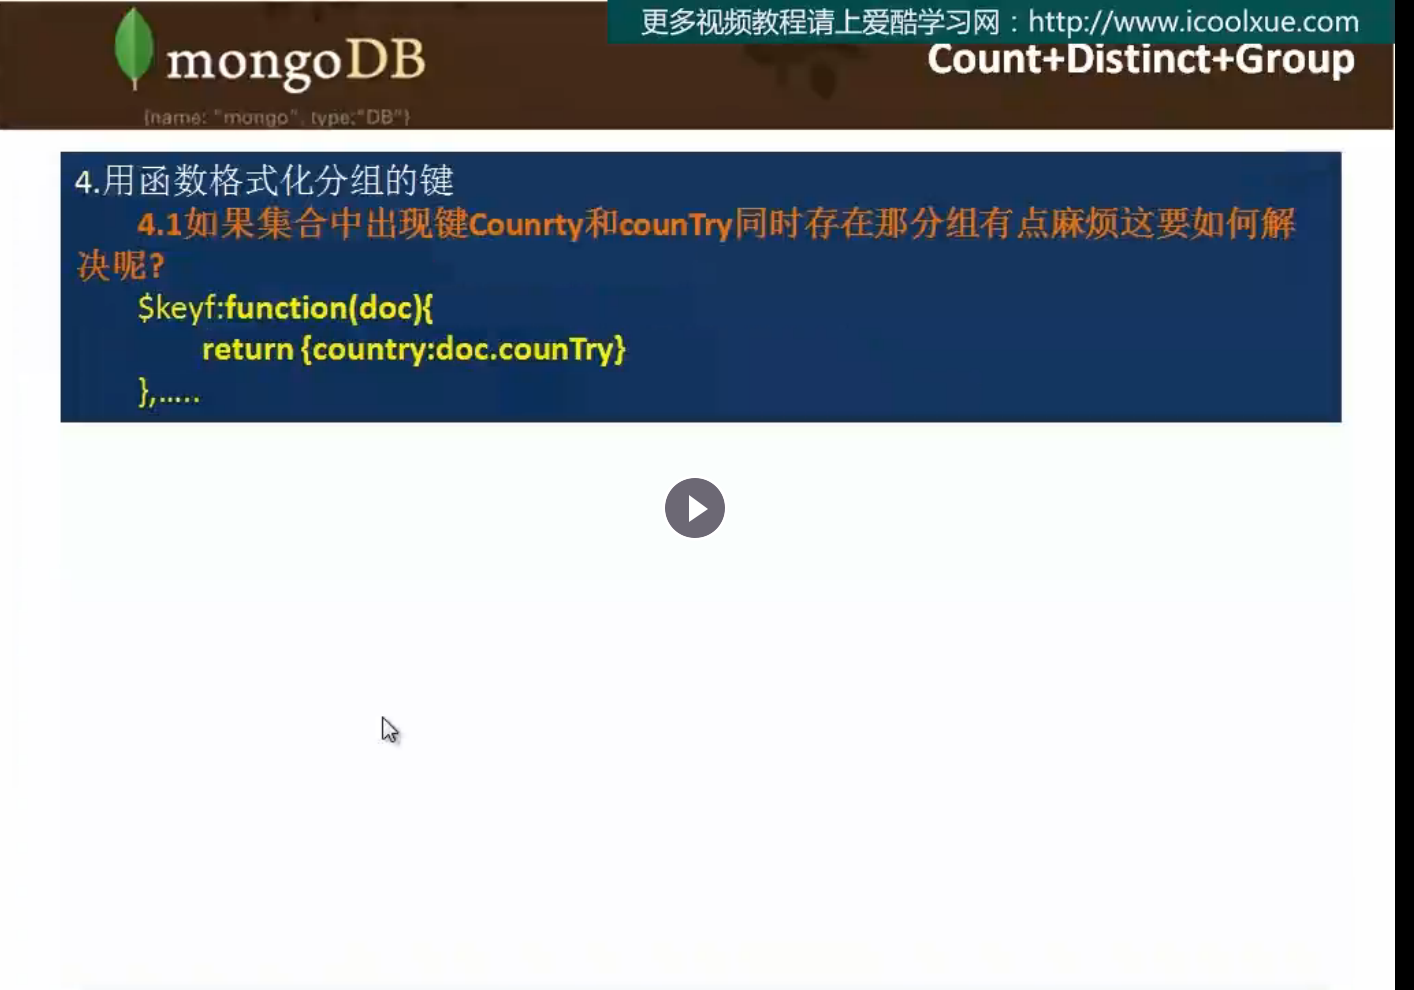 更多视频教程请上爱酷学习网：http://www.icoolxue.com
mongoDB
Count+Distinct+Group
{name: "mongo", type:"DB"}
4.用函数格式化分组的键
4.1如果集合中出现键Counrty和counTry同时存在那分组有点麻烦这要如何解
决呢?
$keyf:function(doc){
return {country:doc.counTry}
},.....